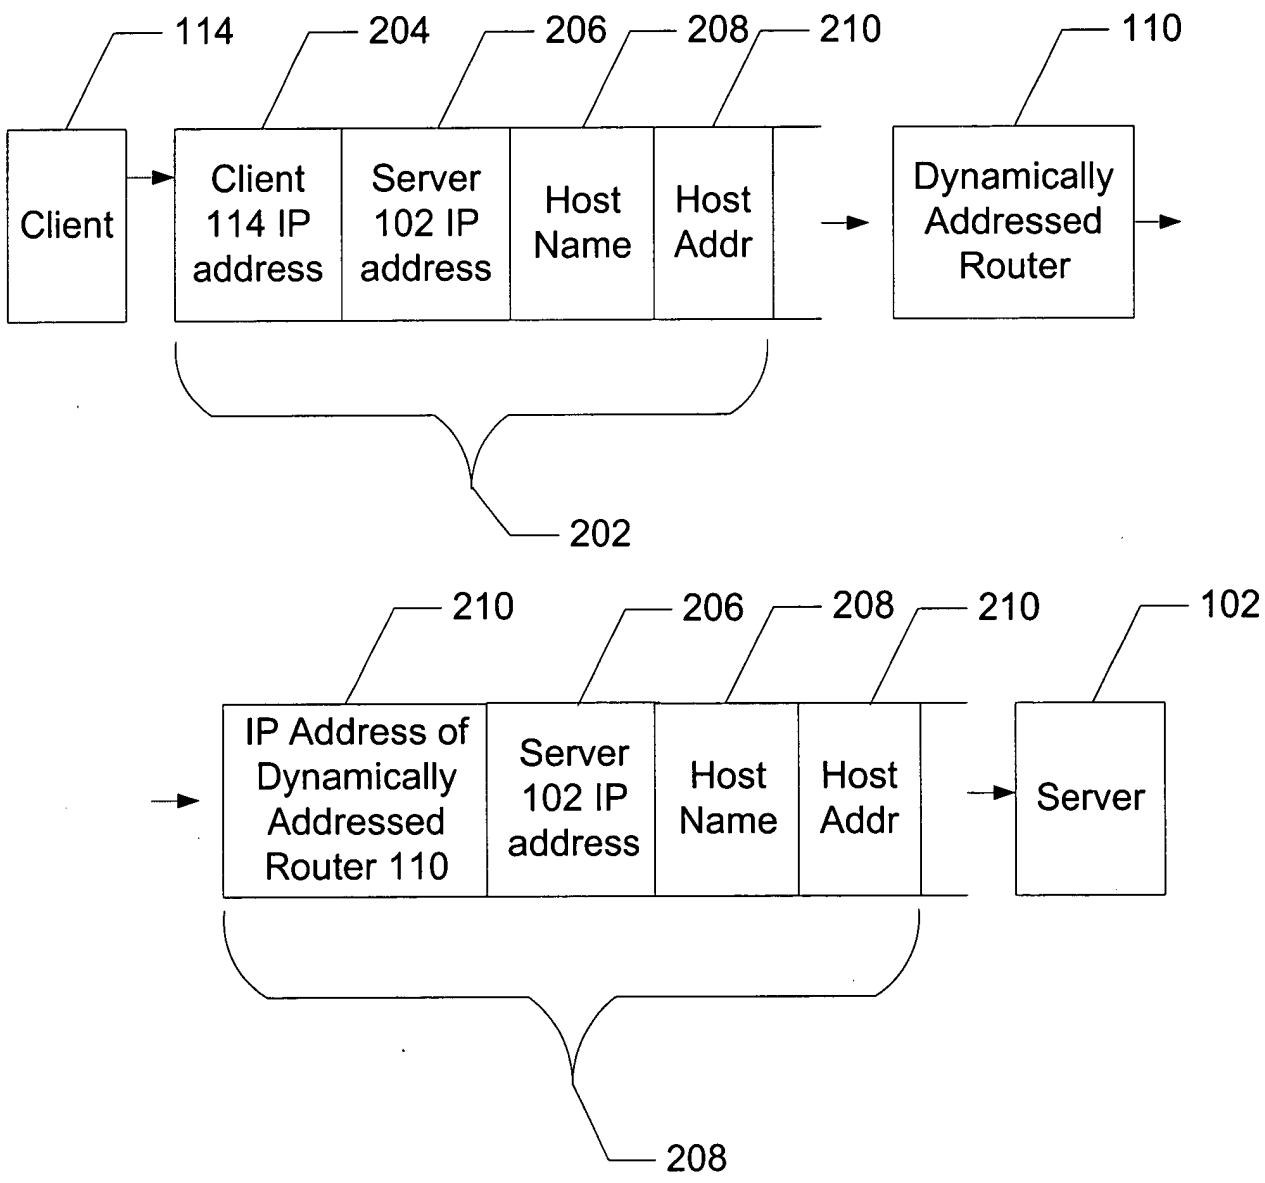 114
204
206
208
210
110
Client
Client
114 IP
address
Server
102 IP
address
Host
Name
Host
Addr
Dynamically
Addressed
Router
202
210
206
208
210
102
IP Address of
Dynamically
Addressed
Router 110
Server
102 IP
address
Host
Name
Host
Addr
Server
208